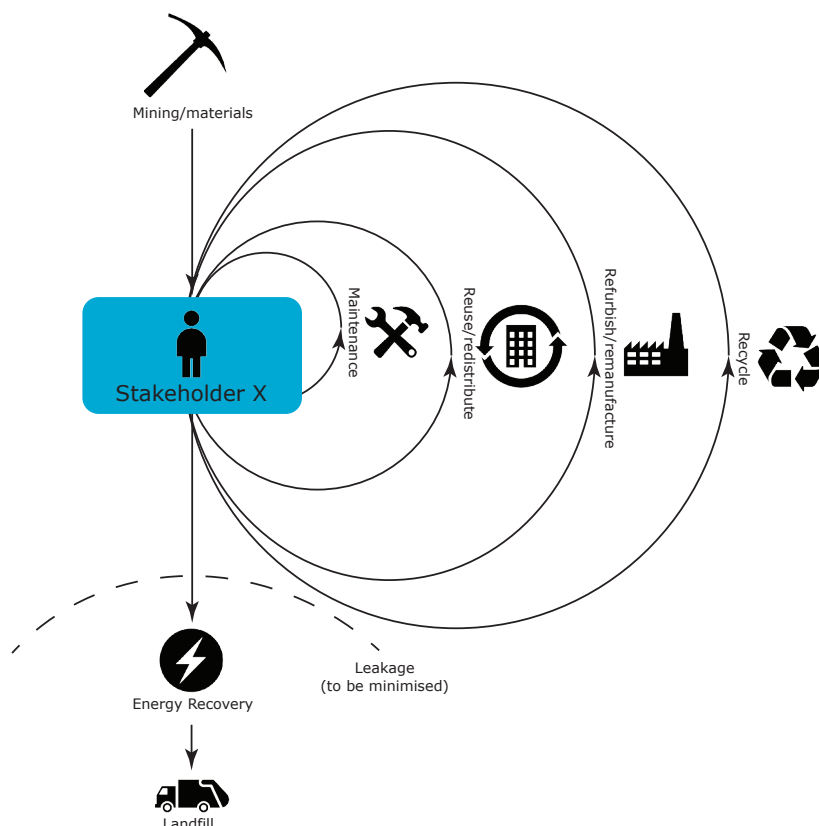 Mining/materials
Maintenance
Reuse/redistribute
Refurbish/remanufacture
Recycle
Stakeholder X
Leakage
(to be minimised)
Energy Recovery
Landfill